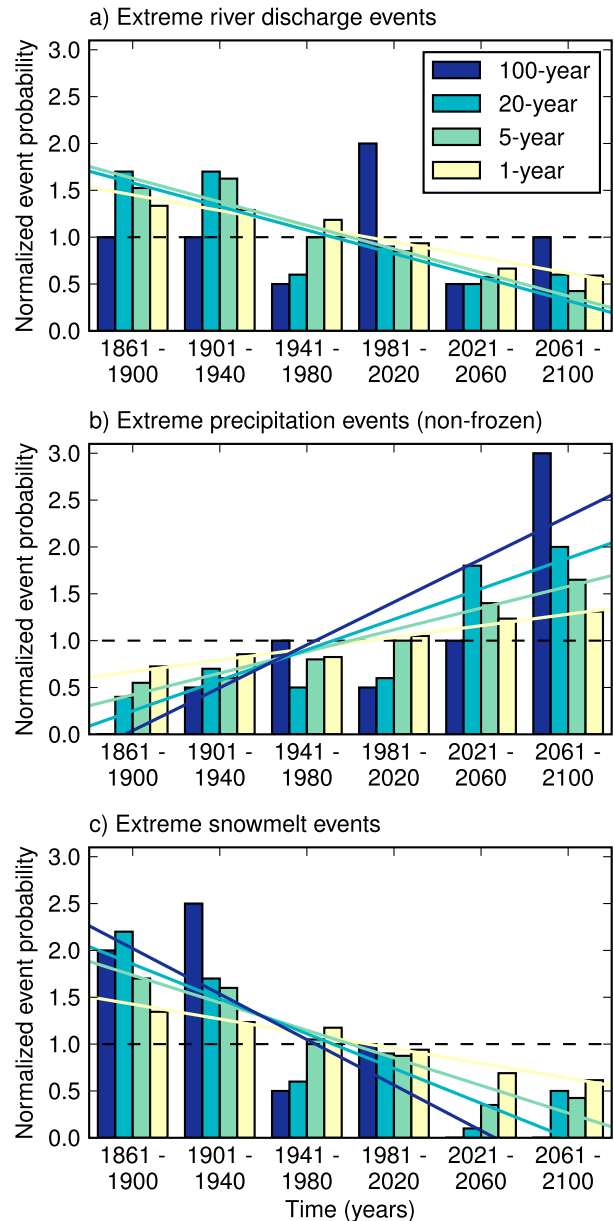 a) Extreme river discharge events
Normalized event probability
3.0
2.5
2.0
1.5
1.0
0.5
0.0
100-year
20-year
5-year
1-year
1861 - 1901 - 1941 - 1981 - 2021 - 2061 -
1900 1940 1980 2020 2060 2100
b) Extreme precipitation events (non-frozen)
Normalized event probability
3.0
2.5
2.0
1.5
1.0
0.5
0.0
1861 - 1901 - 1941 - 1981 - 2021 - 2061 -
1900 1940 1980 2020 2060 2100
c) Extreme snowmelt events
Normalized event probability
3.0
2.5
2.0
1.5
1.0
0.5
0.0
1861 - 1901 - 1941 - 1981 - 2021 - 2061 -
1900 1940 1980 2020 2060 2100
Time (years)